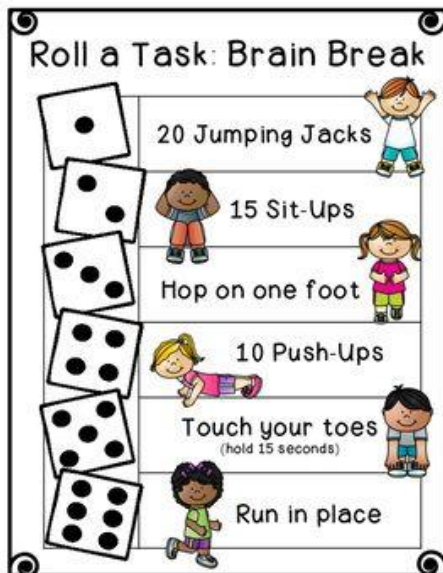 Roll a Task: Brain Break
20 Jumping Jacks
15 Sit-Ups
Hop on one foot
10 Push-Ups
Touch your toes
(hold 15 seconds)
Run in place